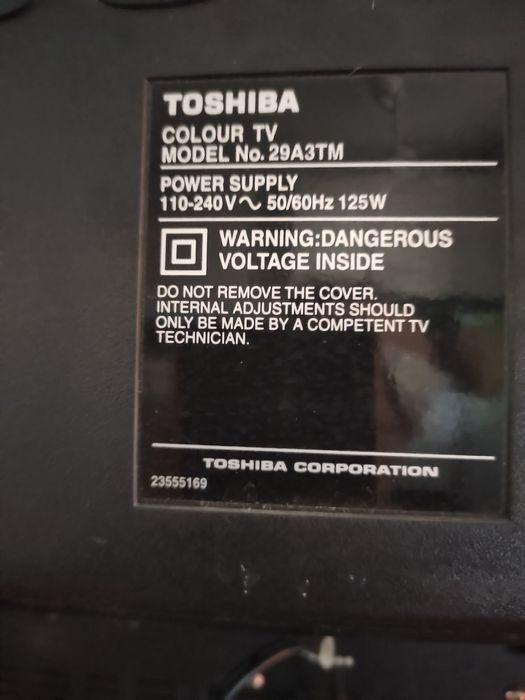 TOSHIBA
COLOUR TV
MODEL No. 29A3TM
POWER SUPPLY
110-240V～ 50/60Hz 125W
WARNING:DANGEROUS
VOLTAGE INSIDE
DO NOT REMOVE THE COVER.
INTERNAL ADJUSTMENTS SHOULD
ONLY BE MADE BY A COMPETENT TV
TECHNICIAN.
TOSHIBA CORPORATION
23555169